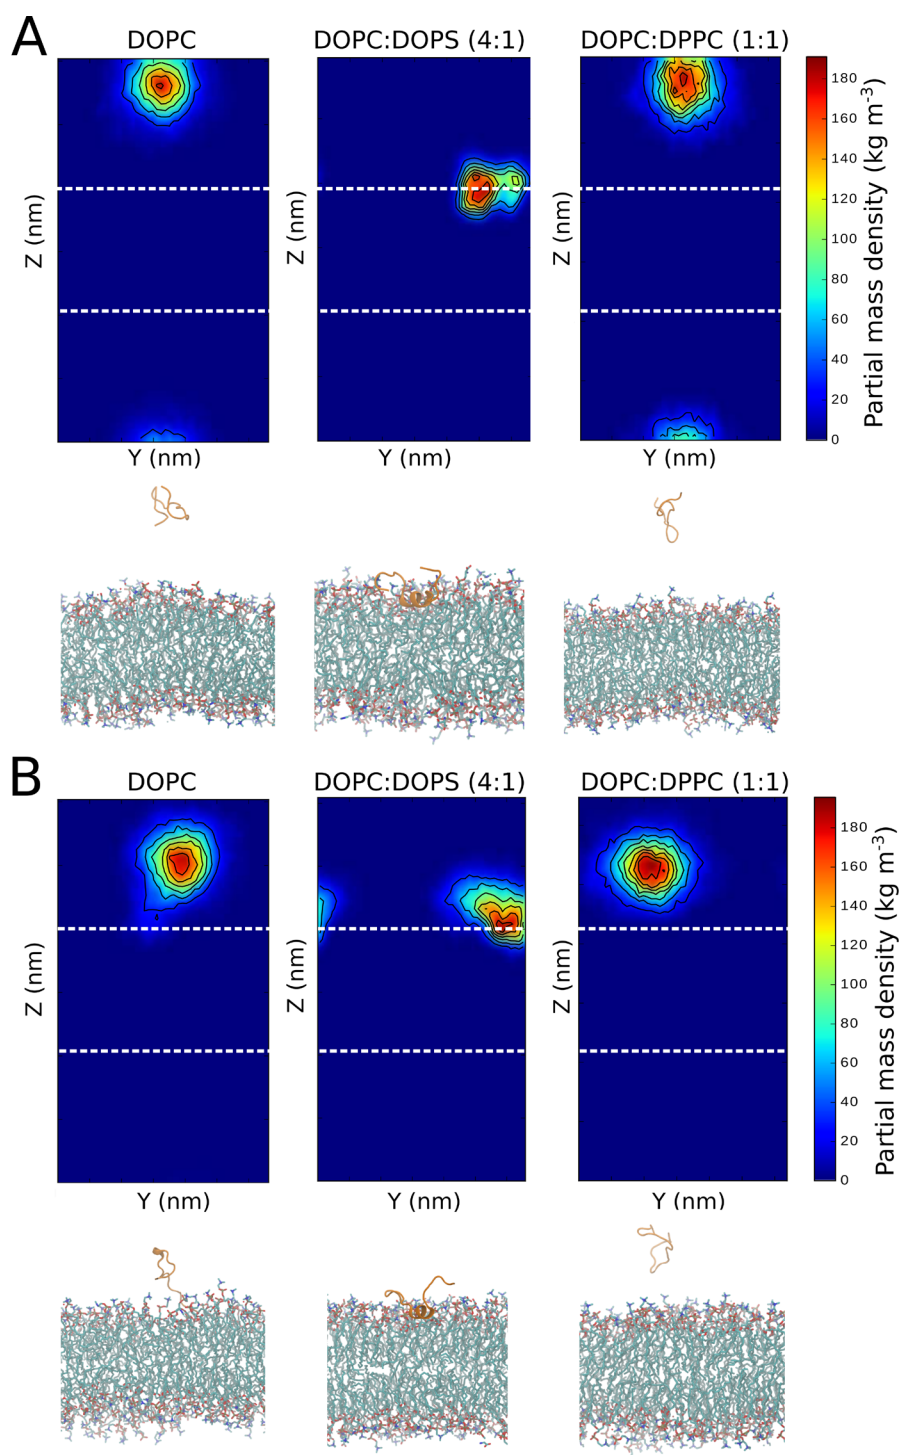 A
DOPC
DOPC:DOPS (4:1)
DOPC:DPPC (1:1)
Z (nm)
Z (nm)
Z (nm)
Y (nm)
Y (nm)
Y (nm)
180
160
140
120
100
80
60
40
20
0
Partial mass density (kg m⁻³)
B
DOPC
DOPC:DOPS (4:1)
DOPC:DPPC (1:1)
Z (nm)
Z (nm)
Z (nm)
Y (nm)
Y (nm)
Y (nm)
180
160
140
120
100
80
60
40
20
0
Partial mass density (kg m⁻³)